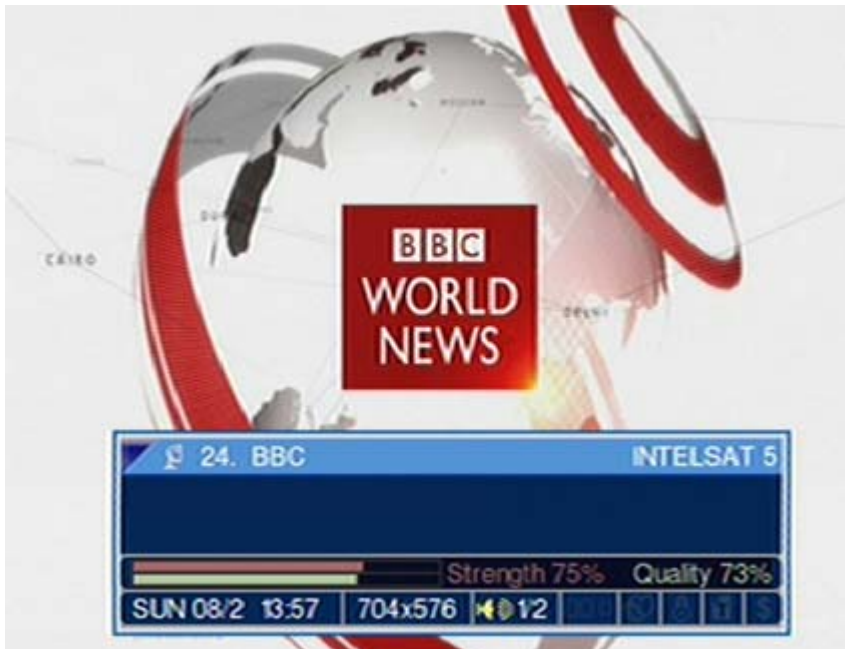 CAIRO
DELHI
BBC
WORLD
NEWS
24. BBC INTELSAT 5
Strength 75% Quality 73%
SUN 08/2 13:57 704x576 1/2